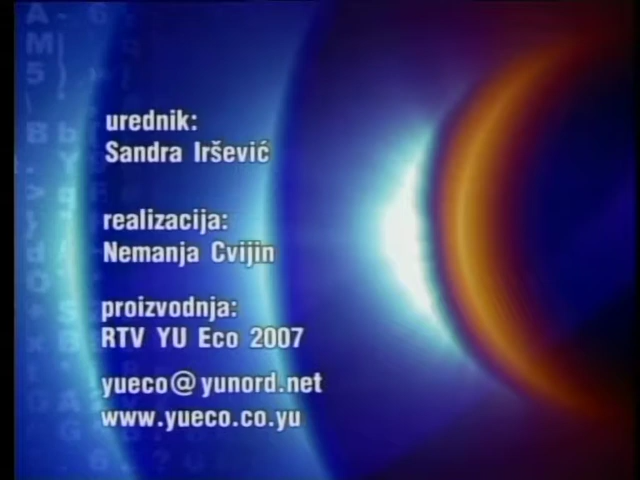 urednik:
Sandra Iršević
realizacija:
Nemanja Cvijin
proizvodnja:
RTV YU Eco 2007
yueco@yunord.net
www.yueco.co.yu